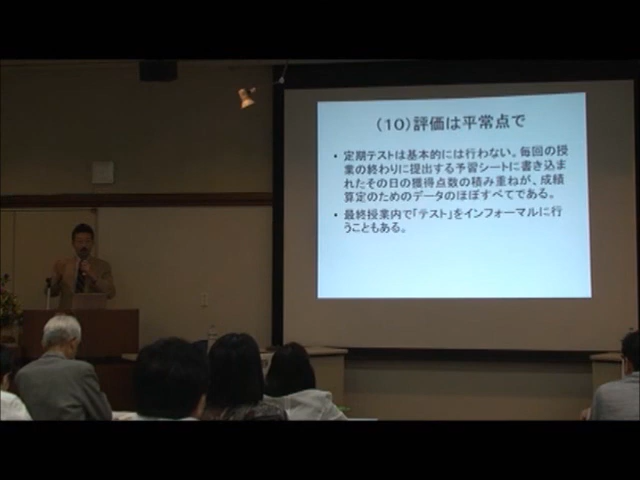 (10)評価は平常点で
• 定期テストは基本的には行わない。毎回の授
業の終わりに提出する予習シートに書き込ま
れたその日の獲得点数の積み重ねが、成績
算定のためのデータのほぼすべてである。
• 最終授業内で「テスト」をインフォーマルに行
うこともある。